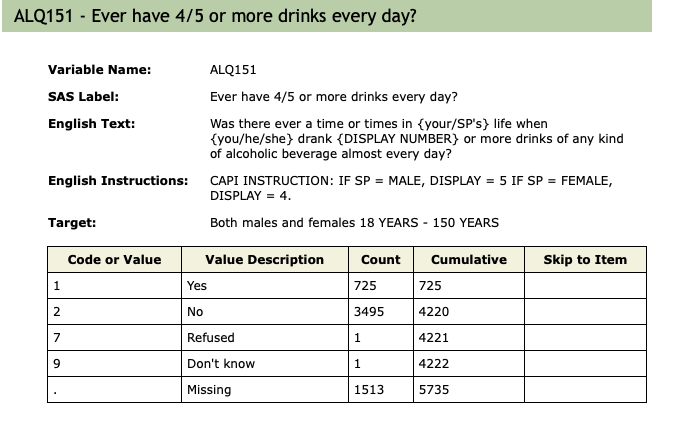 ALQ151 - Ever have 4/5 or more drinks every day?
Variable Name: ALQ151
SAS Label: Ever have 4/5 or more drinks every day?
English Text: Was there ever a time or times in {your/SP's} life when
{you/he/she} drank {DISPLAY NUMBER} or more drinks of any kind
of alcoholic beverage almost every day?
English Instructions: CAPI INSTRUCTION: IF SP = MALE, DISPLAY = 5 IF SP = FEMALE,
DISPLAY = 4.
Target: Both males and females 18 YEARS - 150 YEARS
Code or Value Value Description Count Cumulative Skip to Item
1 Yes 725 725
2 No 3495 4220
7 Refused 1 4221
9 Don't know 1 4222
. Missing 1513 5735